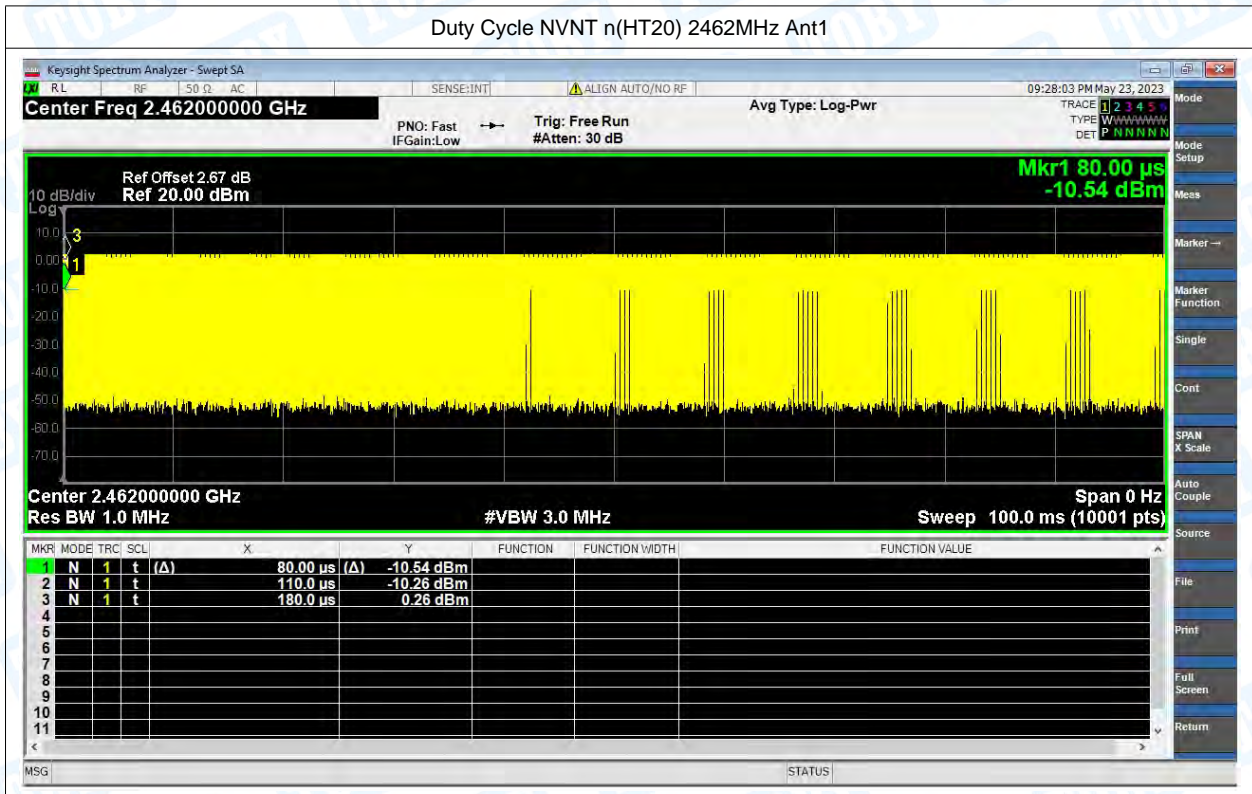 Duty Cycle NVNT n(HT20) 2462MHz Ant1
Keysight Spectrum Analyzer - Swept SA
LXI RL RF 50 Ω AC SENSE:INT ALIGN AUTO/NO RF 09:28:03 PM May 23, 2023
Center Freq 2.462000000 GHz
PNO: Fast
IFGain:Low
Trig: Free Run
#Atten: 30 dB
Avg Type: Log-Pwr
TRACE 1 2 3 4 5 6
TYPE WWWWWW
DET P N N N N N
Mkr1 80.00 µs
-10.54 dBm
Ref Offset 2.67 dB
10 dB/div Ref 20.00 dBm
Log
10.0
0.00
-10.0
-20.0
-30.0
-40.0
-50.0
-60.0
-70.0
3
1
Center 2.462000000 GHz Span 0 Hz
Res BW 1.0 MHz #VBW 3.0 MHz Sweep 100.0 ms (10001 pts)
MKR MODE TRC SCL X Y FUNCTION FUNCTION WIDTH FUNCTION VALUE
1 N 1 t (Δ) 80.00 µs (Δ) -10.54 dBm
2 N 1 t 110.0 µs -10.26 dBm
3 N 1 t 180.0 µs 0.26 dBm
4
5
6
7
8
9
10
11
MSG STATUS
Mode
Mode
Setup
Meas
Marker→
Marker
Function
Single
Cont
SPAN
X Scale
Auto
Couple
Source
File
Print
Full
Screen
Return
TOBY